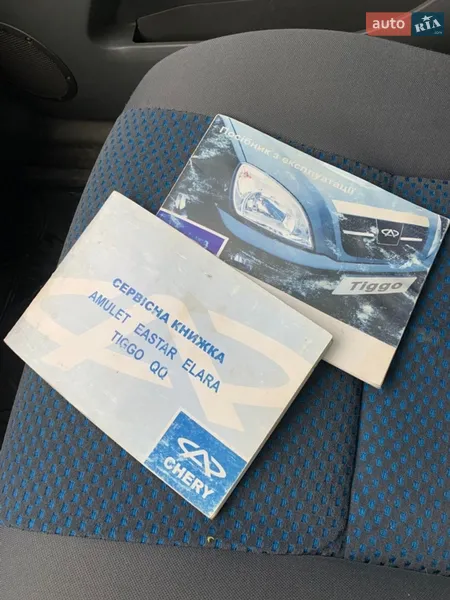 auto RIA
Посібник з експлуатації
Tiggo
СЕРВІСНА КНИЖКА
AMULET EASTAR ELARA
TIGGO QQ
CHERY